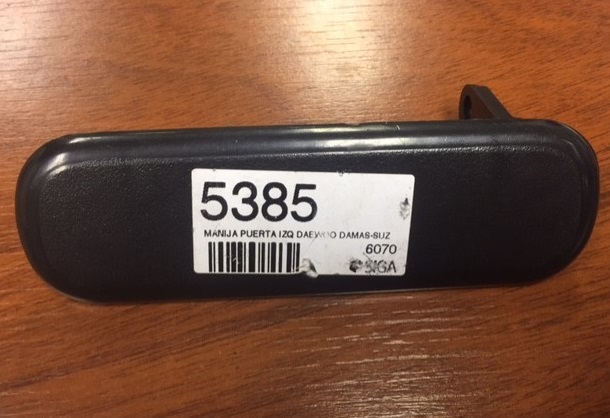 5385
MANIJA PUERTA IZQ DAEWOO DAMAS-SUZ
6070
SIGA